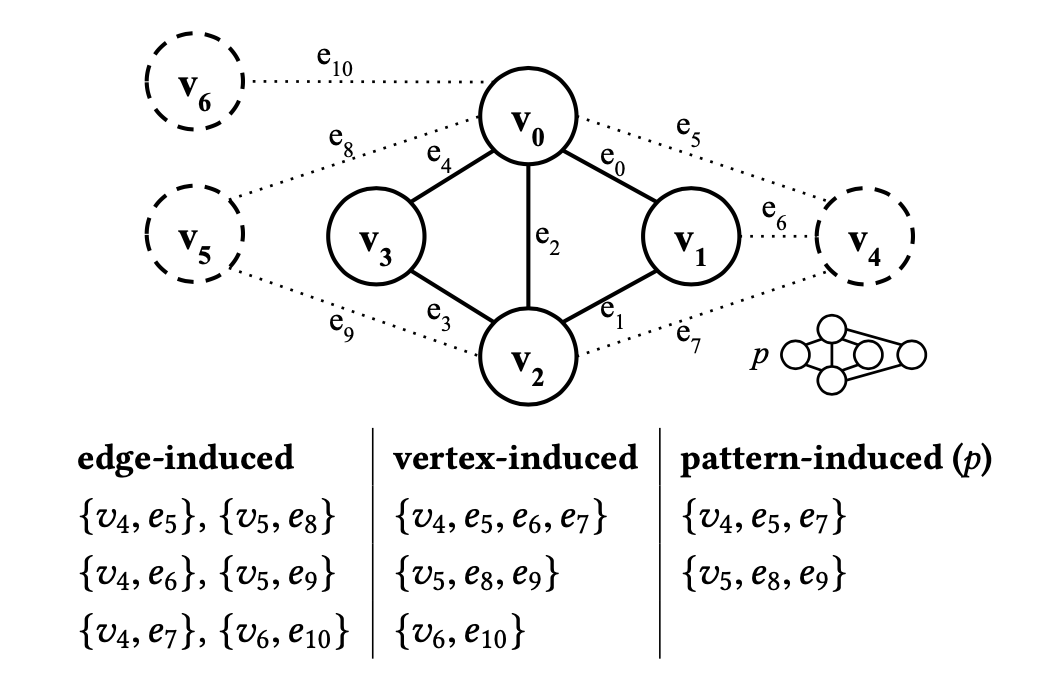 e₁₀
v₆
v₀
e₈
e₅
e₄
e₀
v₅
v₃
e₂
v₁
e₆
v₄
e₉
e₃
e₁
e₇
v₂
p
edge-induced | vertex-induced | pattern-induced (p)
{v₄, e₅}, {v₅, e₈} | {v₄, e₅, e₆, e₇} | {v₄, e₅, e₇}
{v₄, e₆}, {v₅, e₉} | {v₅, e₈, e₉} | {v₅, e₈, e₉}
{v₄, e₇}, {v₆, e₁₀} | {v₆, e₁₀}